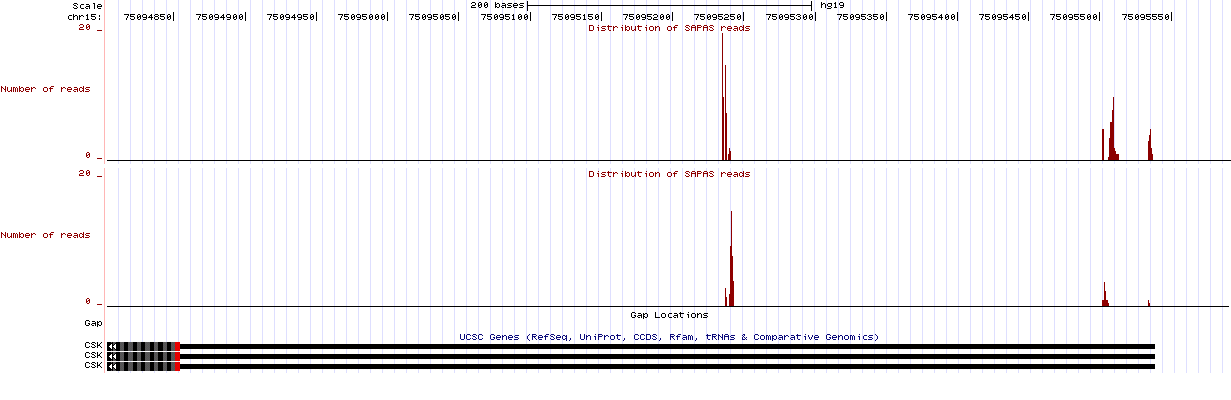 Scale 200 bases hg19
chr15: 75094850 75094900 75094950 75095000 75095050 75095100 75095150 75095200 75095250 75095300 75095350 75095400 75095450 75095500 75095550
Distribution of SAPAS reads
20 _
Number of reads
0 _
Distribution of SAPAS reads
20 _
Number of reads
0 _
Gap Locations
Gap
UCSC Genes (RefSeq, UniProt, CCDS, Rfam, tRNAs & Comparative Genomics)
CSK
CSK
CSK